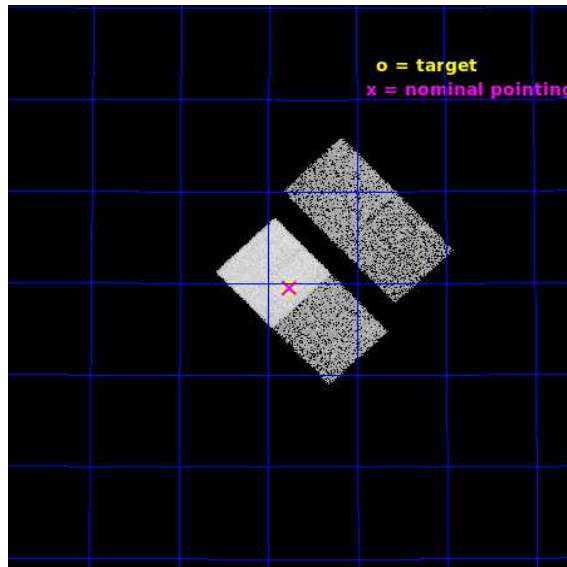 o = target
x = nominal pointing